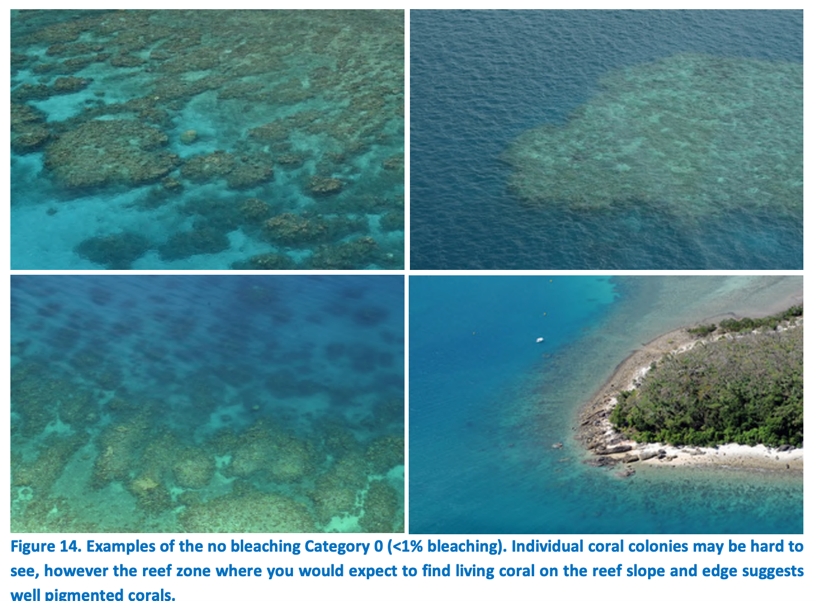 Figure 14. Examples of the no bleaching Category 0 (<1% bleaching). Individual coral colonies may be hard to
see, however the reef zone where you would expect to find living coral on the reef slope and edge suggests
well pigmented corals.